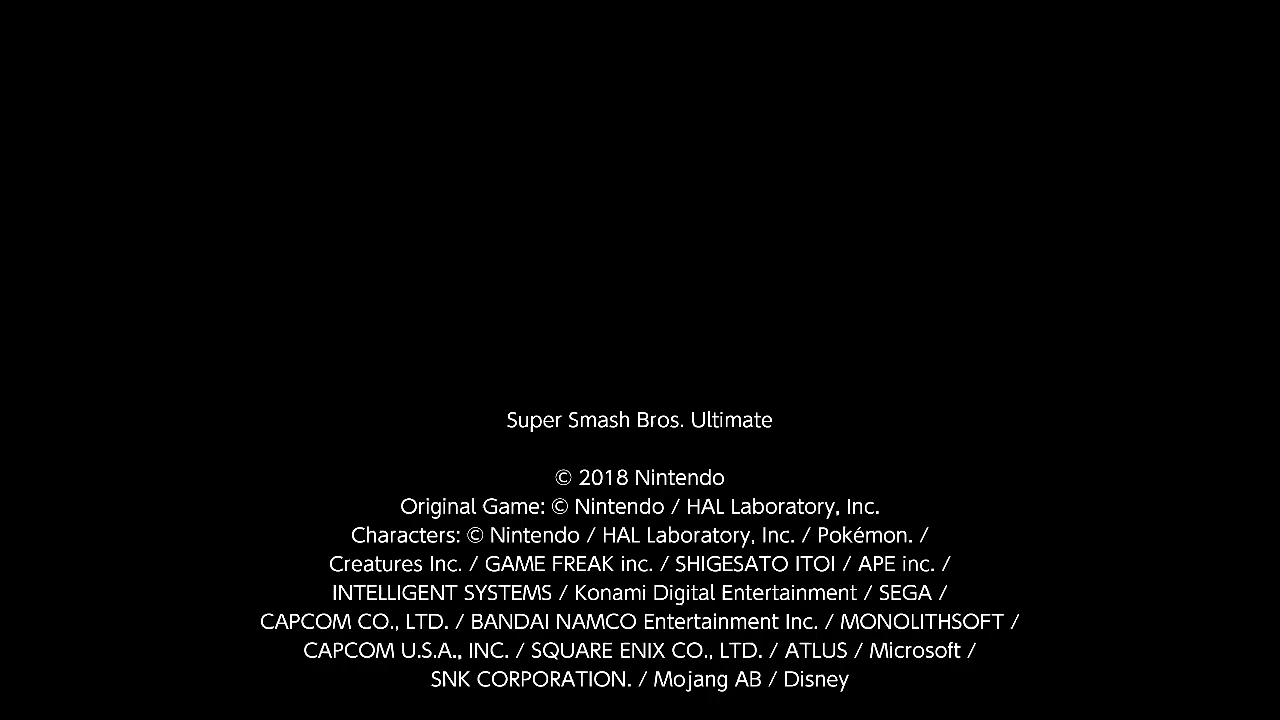 Super Smash Bros. Ultimate
© 2018 Nintendo
Original Game: © Nintendo / HAL Laboratory, Inc.
Characters: © Nintendo / HAL Laboratory, Inc. / Pokémon. /
Creatures Inc. / GAME FREAK inc. / SHIGESATO ITOI / APE inc. /
INTELLIGENT SYSTEMS / Konami Digital Entertainment / SEGA /
CAPCOM CO., LTD. / BANDAI NAMCO Entertainment Inc. / MONOLITHSOFT /
CAPCOM U.S.A., INC. / SQUARE ENIX CO., LTD. / ATLUS / Microsoft /
SNK CORPORATION. / Mojang AB / Disney